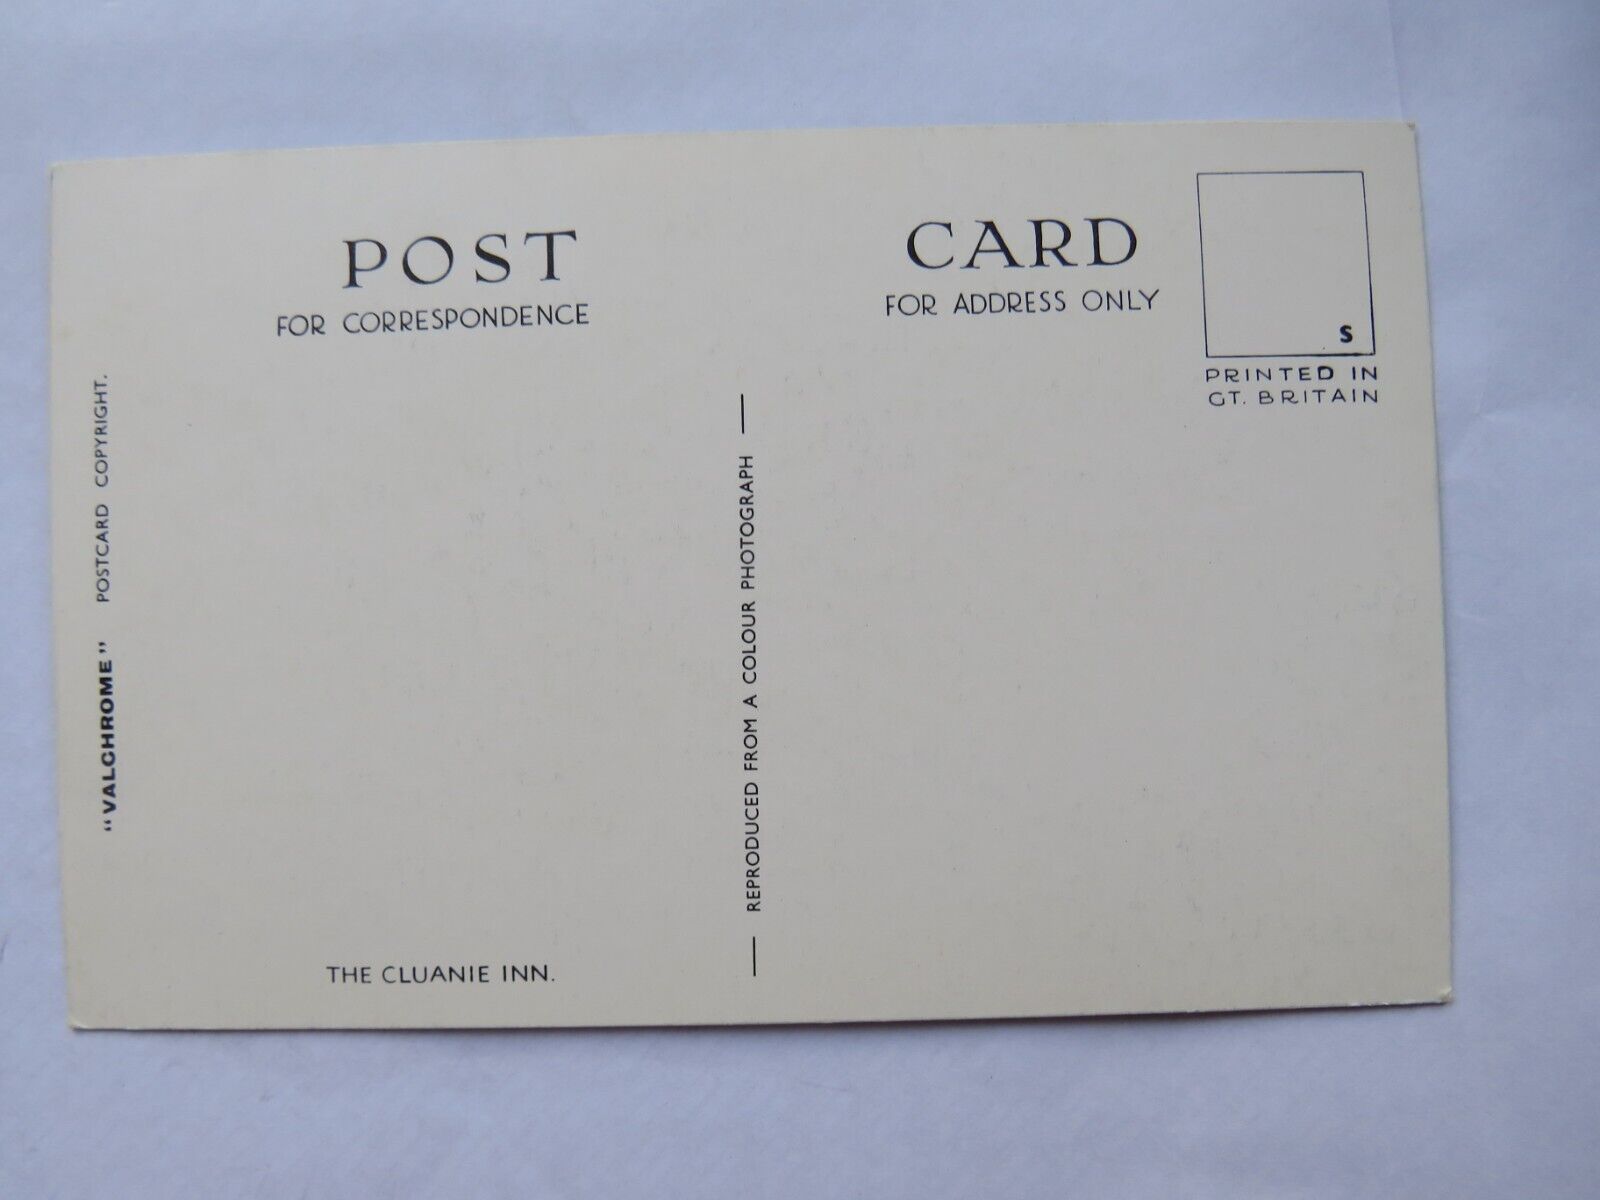 POST CARD
FOR CORRESPONDENCE
FOR ADDRESS ONLY
S
PRINTED IN
GT. BRITAIN
"VALCHROME" POSTCARD COPYRIGHT.
REPRODUCED FROM A COLOUR PHOTOGRAPH
THE CLUANIE INN.